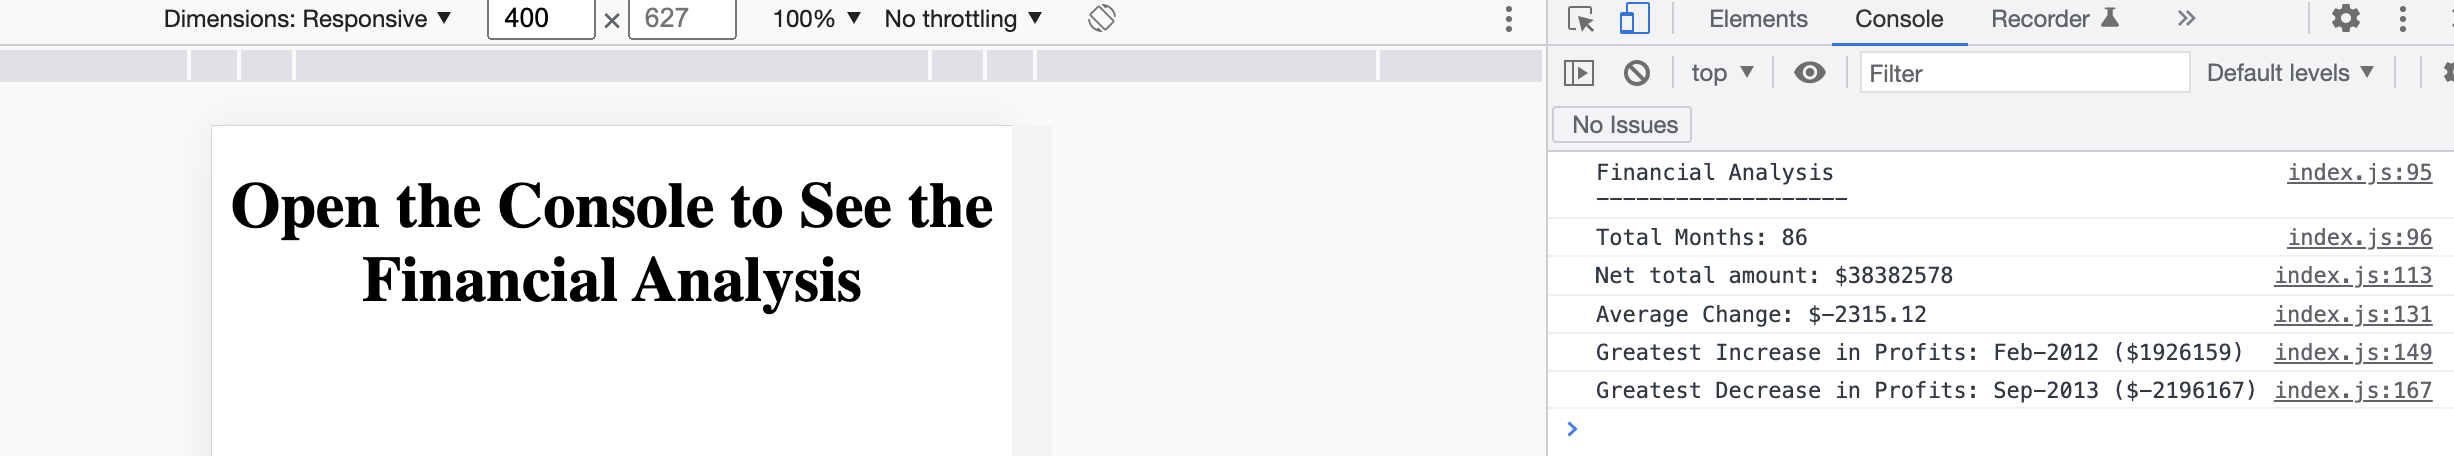 Dimensions: Responsive ▼ 400 × 627 100% ▼ No throttling ▼
Elements Console Recorder »
top ▼ Filter Default levels ▼
No Issues
Open the Console to See the
Financial Analysis
Financial Analysis index.js:95
-------------------
Total Months: 86 index.js:96
Net total amount: $38382578 index.js:113
Average Change: $-2315.12 index.js:131
Greatest Increase in Profits: Feb-2012 ($1926159) index.js:149
Greatest Decrease in Profits: Sep-2013 ($-2196167) index.js:167
>